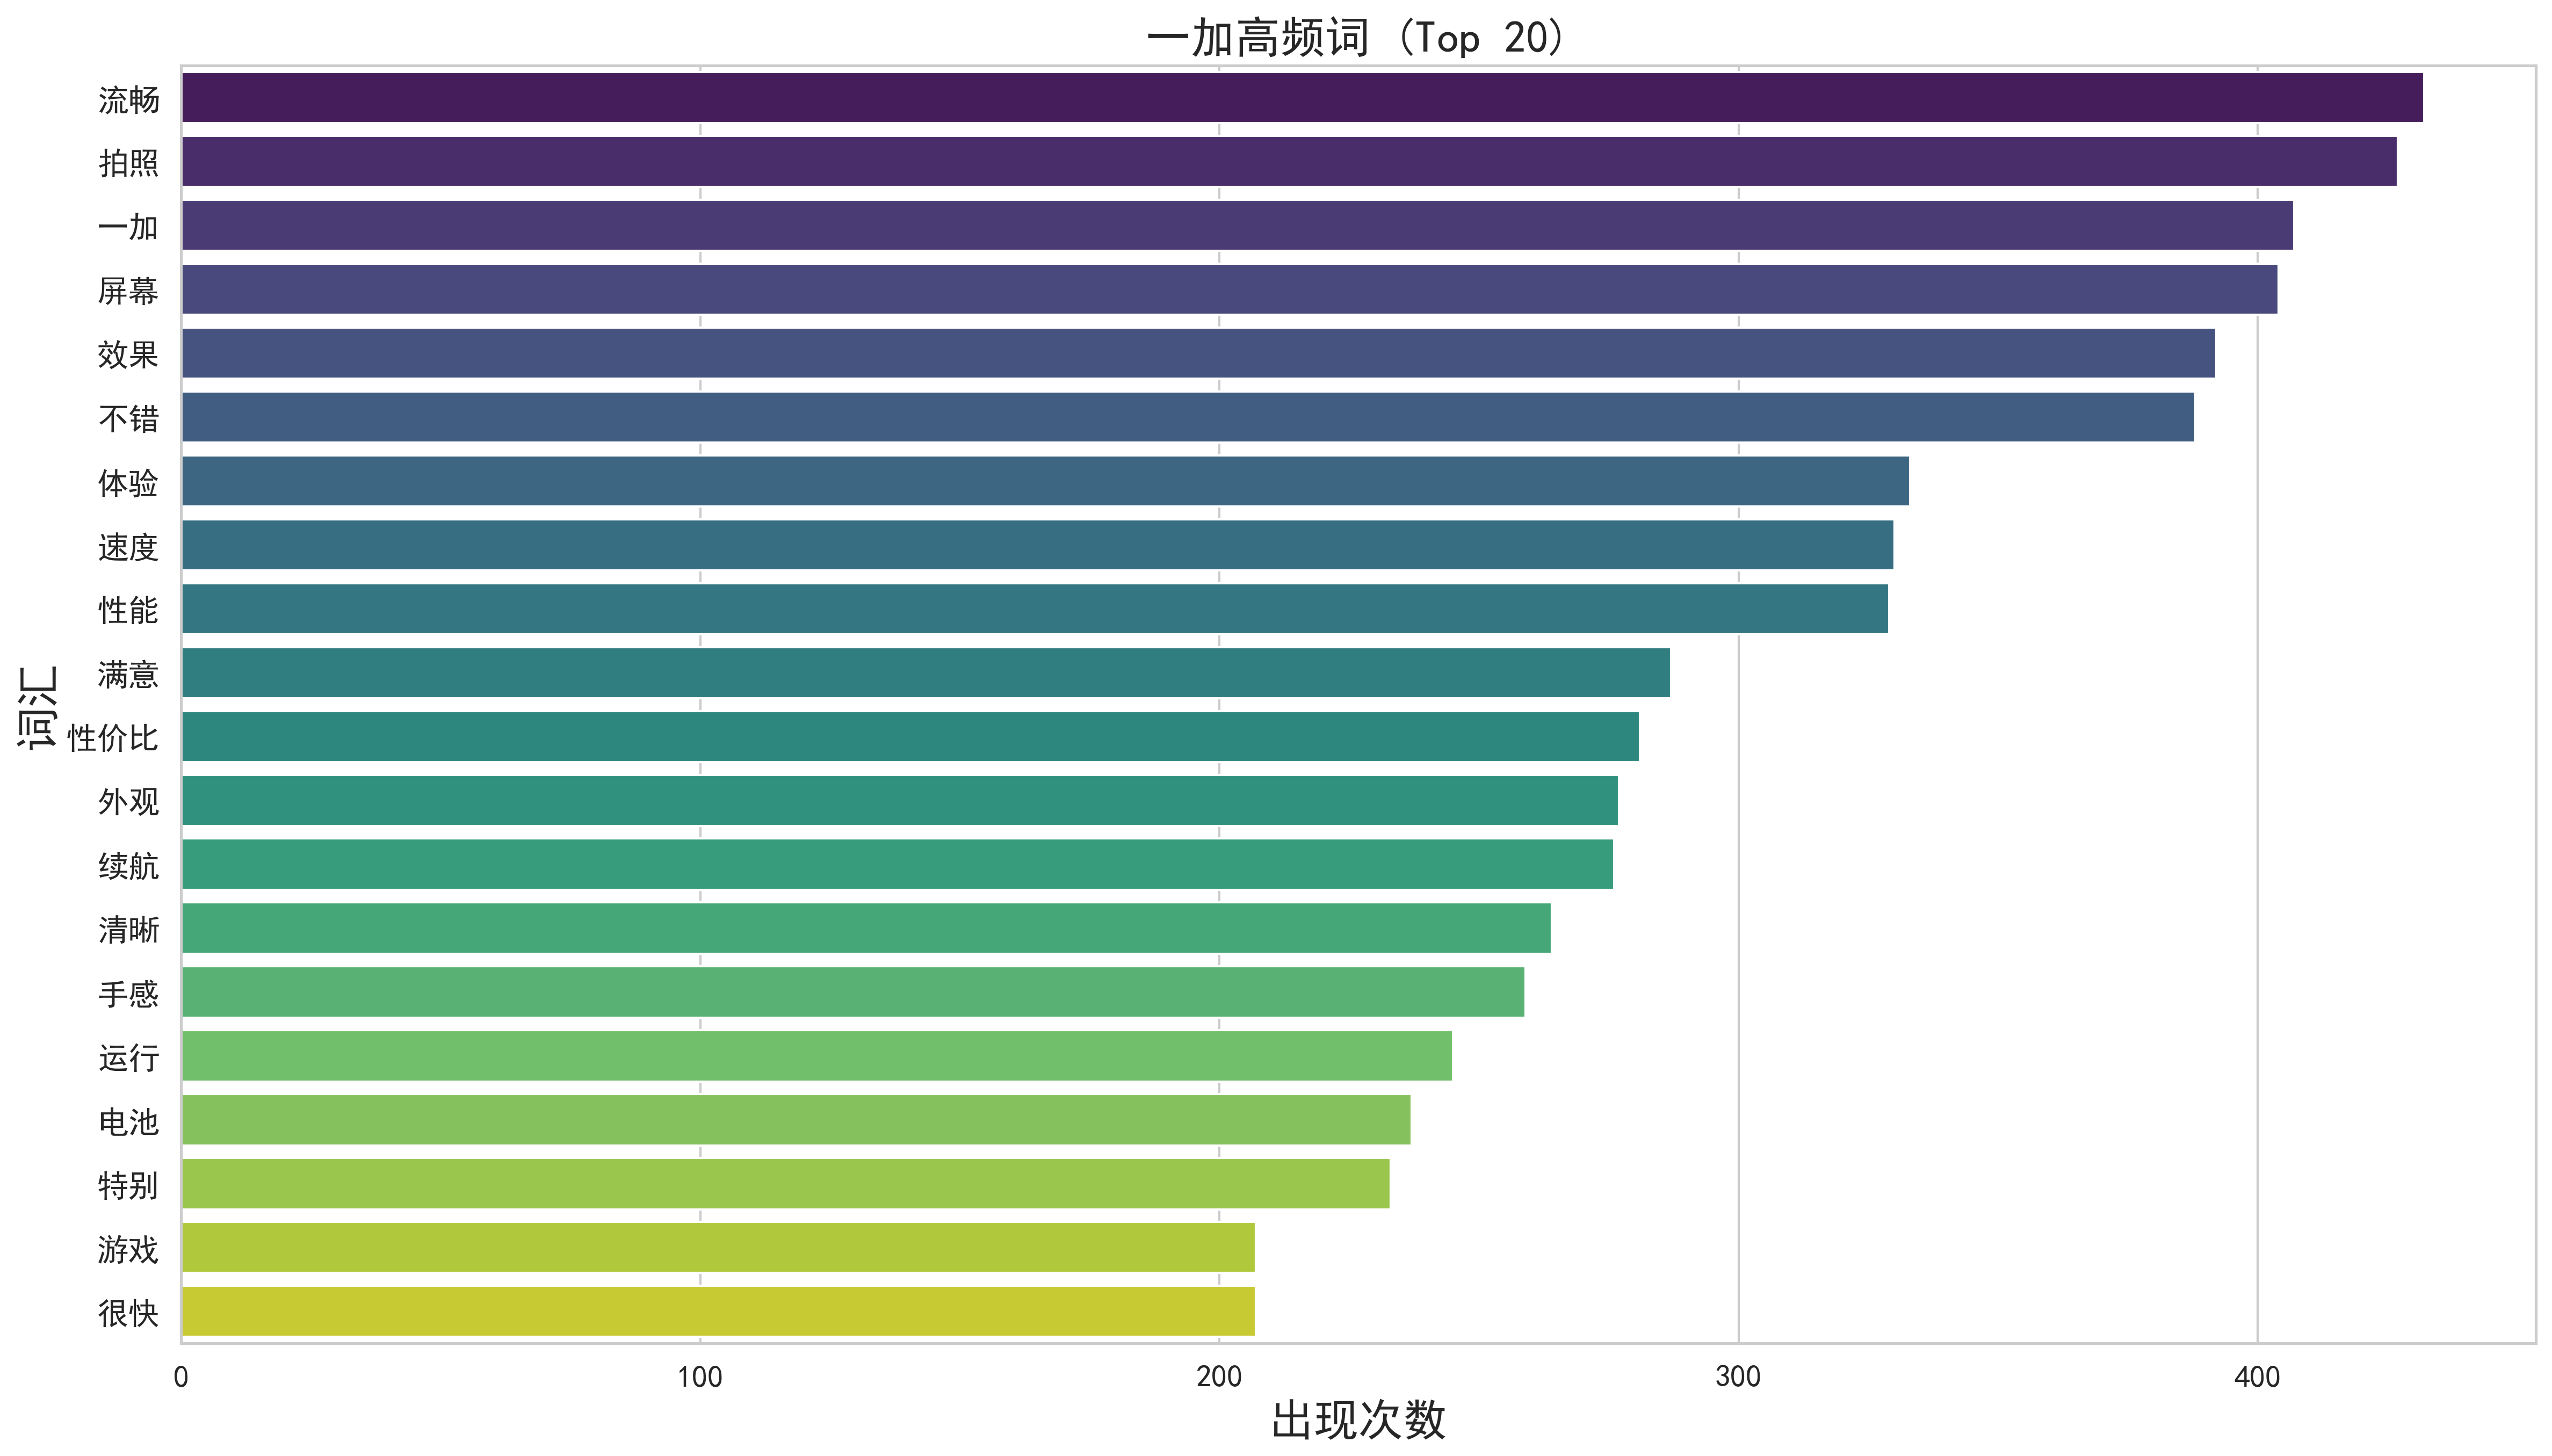 一加高频词 (Top 20)
流畅
拍照
一加
屏幕
效果
不错
体验
速度
性能
满意
性价比
外观
续航
清晰
手感
运行
电池
特别
游戏
很快
词汇
0 100 200 300 400
出现次数